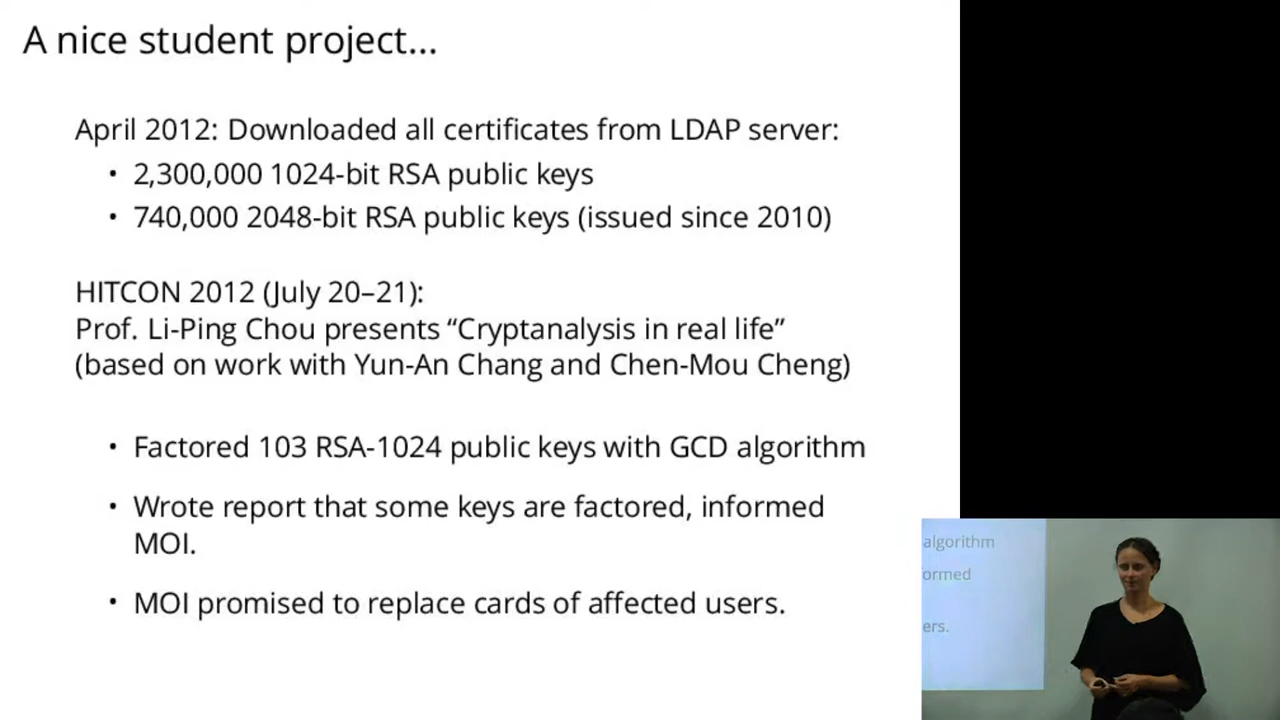 A nice student project...
April 2012: Downloaded all certificates from LDAP server:
• 2,300,000 1024-bit RSA public keys
• 740,000 2048-bit RSA public keys (issued since 2010)
HITCON 2012 (July 20–21):
Prof. Li-Ping Chou presents “Cryptanalysis in real life”
(based on work with Yun-An Chang and Chen-Mou Cheng)
• Factored 103 RSA-1024 public keys with GCD algorithm
• Wrote report that some keys are factored, informed
MOI.
• MOI promised to replace cards of affected users.
algorithm
ormed
ers.